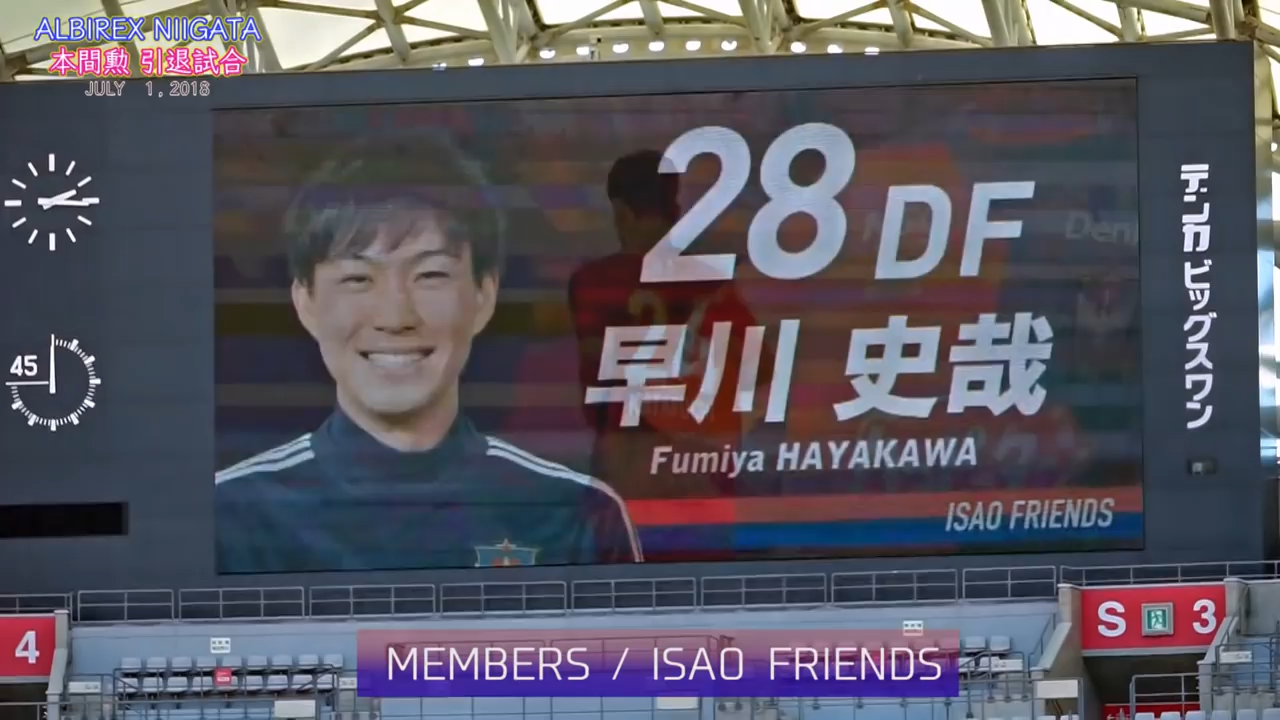 ALBIREX NIIGATA
本間勲 引退試合
JULY 1, 2018
28 DF
早川 史哉
Fumiya HAYAKAWA
ISAO FRIENDS
デンカビッグスワン
45
4
S 3
MEMBERS / ISAO FRIENDS